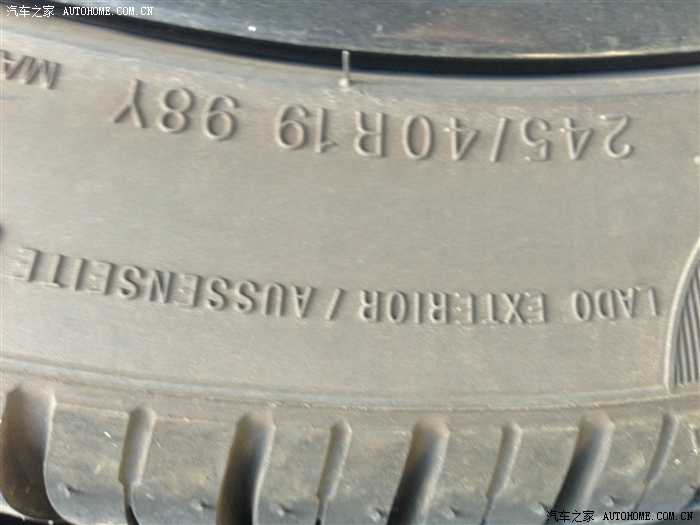 汽车之家 AUTOHOME.COM.CN
245/40R19 98Y
MA
LADO EXTERIOR / AUSSENSEITE
汽车之家 AUTOHOME.COM.CN